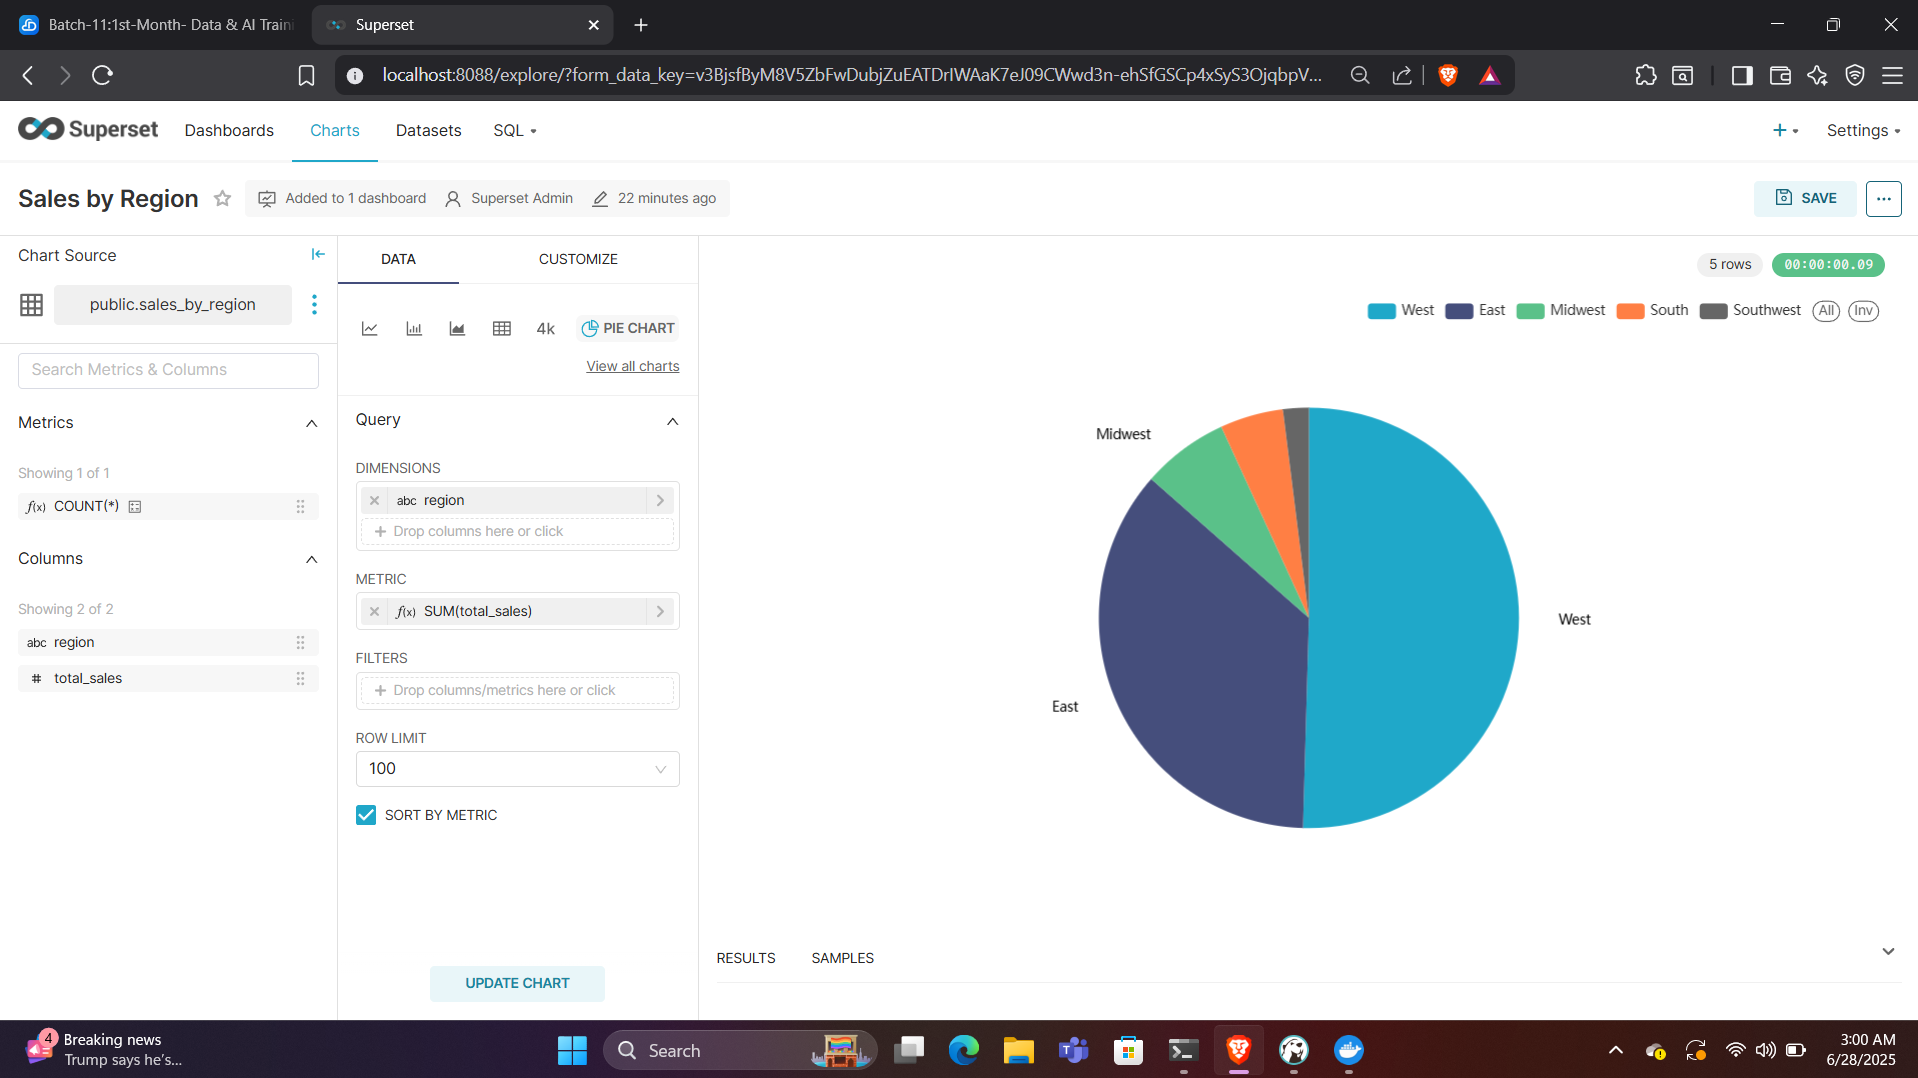 Batch-11:1st-Month- Data & AI Traini
Superset
localhost:8088/explore/?form_data_key=v3BjsfByM8V5ZbFwDubjZuEATDrIWAaK7eJ09CWwd3n-ehSfGSCp4xSyS3OjqbpV...
Superset
Dashboards
Charts
Datasets
SQL
Settings
Sales by Region
Added to 1 dashboard
Superset Admin
22 minutes ago
SAVE
Chart Source
public.sales_by_region
Search Metrics & Columns
Metrics
Showing 1 of 1
f(x) COUNT(*)
Columns
Showing 2 of 2
abc region
# total_sales
DATA
CUSTOMIZE
4k
PIE CHART
View all charts
Query
DIMENSIONS
abc region
Drop columns here or click
METRIC
f(x) SUM(total_sales)
FILTERS
Drop columns/metrics here or click
ROW LIMIT
100
SORT BY METRIC
UPDATE CHART
5 rows
00:00:00.09
West
East
Midwest
South
Southwest
All
Inv
Midwest
West
East
RESULTS
SAMPLES
4
Breaking news
Trump says he's...
Search
3:00 AM
6/28/2025